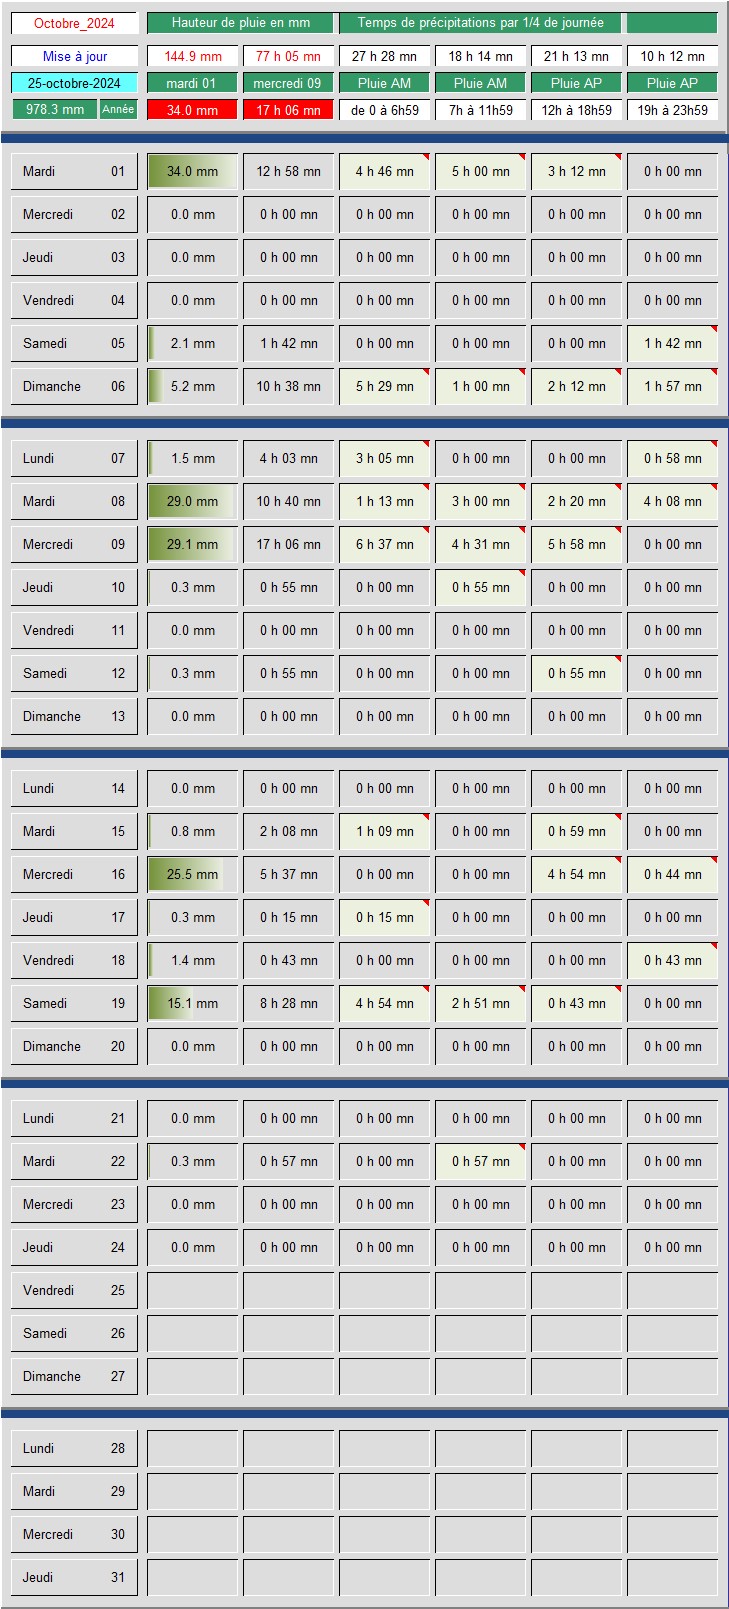 Octobre_2024 Hauteur de pluie en mm Temps de précipitations par 1/4 de journée
Mise à jour 144.9 mm 77 h 05 mn 27 h 28 mn 18 h 14 mn 21 h 13 mn 10 h 12 mn
25-octobre-2024 mardi 01 mercredi 09 Pluie AM Pluie AM Pluie AP Pluie AP
978.3 mm Année 34.0 mm 17 h 06 mn de 0 à 6h59 7h à 11h59 12h à 18h59 19h à 23h59
Mardi 01 34.0 mm 12 h 58 mn 4 h 46 mn 5 h 00 mn 3 h 12 mn 0 h 00 mn
Mercredi 02 0.0 mm 0 h 00 mn 0 h 00 mn 0 h 00 mn 0 h 00 mn 0 h 00 mn
Jeudi 03 0.0 mm 0 h 00 mn 0 h 00 mn 0 h 00 mn 0 h 00 mn 0 h 00 mn
Vendredi 04 0.0 mm 0 h 00 mn 0 h 00 mn 0 h 00 mn 0 h 00 mn 0 h 00 mn
Samedi 05 2.1 mm 1 h 42 mn 0 h 00 mn 0 h 00 mn 0 h 00 mn 1 h 42 mn
Dimanche 06 5.2 mm 10 h 38 mn 5 h 29 mn 1 h 00 mn 2 h 12 mn 1 h 57 mn
Lundi 07 1.5 mm 4 h 03 mn 3 h 05 mn 0 h 00 mn 0 h 00 mn 0 h 58 mn
Mardi 08 29.0 mm 10 h 40 mn 1 h 13 mn 3 h 00 mn 2 h 20 mn 4 h 08 mn
Mercredi 09 29.1 mm 17 h 06 mn 6 h 37 mn 4 h 31 mn 5 h 58 mn 0 h 00 mn
Jeudi 10 0.3 mm 0 h 55 mn 0 h 00 mn 0 h 55 mn 0 h 00 mn 0 h 00 mn
Vendredi 11 0.0 mm 0 h 00 mn 0 h 00 mn 0 h 00 mn 0 h 00 mn 0 h 00 mn
Samedi 12 0.3 mm 0 h 55 mn 0 h 00 mn 0 h 00 mn 0 h 55 mn 0 h 00 mn
Dimanche 13 0.0 mm 0 h 00 mn 0 h 00 mn 0 h 00 mn 0 h 00 mn 0 h 00 mn
Lundi 14 0.0 mm 0 h 00 mn 0 h 00 mn 0 h 00 mn 0 h 00 mn 0 h 00 mn
Mardi 15 0.8 mm 2 h 08 mn 1 h 09 mn 0 h 00 mn 0 h 59 mn 0 h 00 mn
Mercredi 16 25.5 mm 5 h 37 mn 0 h 00 mn 0 h 00 mn 4 h 54 mn 0 h 44 mn
Jeudi 17 0.3 mm 0 h 15 mn 0 h 15 mn 0 h 00 mn 0 h 00 mn 0 h 00 mn
Vendredi 18 1.4 mm 0 h 43 mn 0 h 00 mn 0 h 00 mn 0 h 00 mn 0 h 43 mn
Samedi 19 15.1 mm 8 h 28 mn 4 h 54 mn 2 h 51 mn 0 h 43 mn 0 h 00 mn
Dimanche 20 0.0 mm 0 h 00 mn 0 h 00 mn 0 h 00 mn 0 h 00 mn 0 h 00 mn
Lundi 21 0.0 mm 0 h 00 mn 0 h 00 mn 0 h 00 mn 0 h 00 mn 0 h 00 mn
Mardi 22 0.3 mm 0 h 57 mn 0 h 00 mn 0 h 57 mn 0 h 00 mn 0 h 00 mn
Mercredi 23 0.0 mm 0 h 00 mn 0 h 00 mn 0 h 00 mn 0 h 00 mn 0 h 00 mn
Jeudi 24 0.0 mm 0 h 00 mn 0 h 00 mn 0 h 00 mn 0 h 00 mn 0 h 00 mn
Vendredi 25
Samedi 26
Dimanche 27
Lundi 28
Mardi 29
Mercredi 30
Jeudi 31